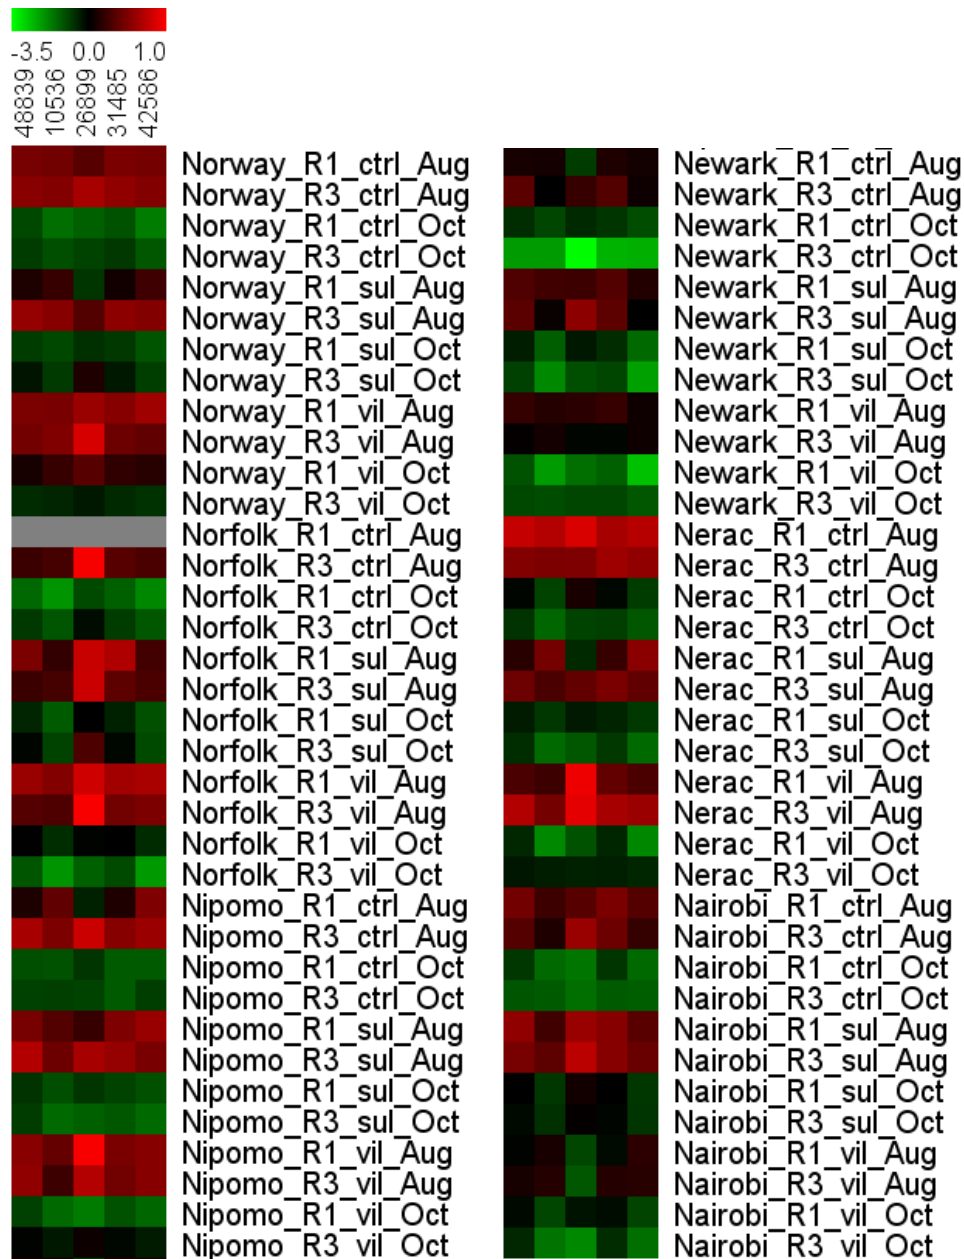 -3.5 0.0 1.0
48839 10536 26899 31485 42586
Norway_R1_ctrl_Aug
Norway_R3_ctrl_Aug
Norway_R1_ctrl_Oct
Norway_R3_ctrl_Oct
Norway_R1_sul_Aug
Norway_R3_sul_Aug
Norway_R1_sul_Oct
Norway_R3_sul_Oct
Norway_R1_vil_Aug
Norway_R3_vil_Aug
Norway_R1_vil_Oct
Norway_R3_vil_Oct
Norfolk_R1_ctrl_Aug
Norfolk_R3_ctrl_Aug
Norfolk_R1_ctrl_Oct
Norfolk_R3_ctrl_Oct
Norfolk_R1_sul_Aug
Norfolk_R3_sul_Aug
Norfolk_R1_sul_Oct
Norfolk_R3_sul_Oct
Norfolk_R1_vil_Aug
Norfolk_R3_vil_Aug
Norfolk_R1_vil_Oct
Norfolk_R3_vil_Oct
Nipomo_R1_ctrl_Aug
Nipomo_R3_ctrl_Aug
Nipomo_R1_ctrl_Oct
Nipomo_R3_ctrl_Oct
Nipomo_R1_sul_Aug
Nipomo_R3_sul_Aug
Nipomo_R1_sul_Oct
Nipomo_R3_sul_Oct
Nipomo_R1_vil_Aug
Nipomo_R3_vil_Aug
Nipomo_R1_vil_Oct
Nipomo_R3_vil_Oct
Newark_R1_ctrl_Aug
Newark_R3_ctrl_Aug
Newark_R1_ctrl_Oct
Newark_R3_ctrl_Oct
Newark_R1_sul_Aug
Newark_R3_sul_Aug
Newark_R1_sul_Oct
Newark_R3_sul_Oct
Newark_R1_vil_Aug
Newark_R3_vil_Aug
Newark_R1_vil_Oct
Newark_R3_vil_Oct
Nerac_R1_ctrl_Aug
Nerac_R3_ctrl_Aug
Nerac_R1_ctrl_Oct
Nerac_R3_ctrl_Oct
Nerac_R1_sul_Aug
Nerac_R3_sul_Aug
Nerac_R1_sul_Oct
Nerac_R3_sul_Oct
Nerac_R1_vil_Aug
Nerac_R3_vil_Aug
Nerac_R1_vil_Oct
Nerac_R3_vil_Oct
Nairobi_R1_ctrl_Aug
Nairobi_R3_ctrl_Aug
Nairobi_R1_ctrl_Oct
Nairobi_R3_ctrl_Oct
Nairobi_R1_sul_Aug
Nairobi_R3_sul_Aug
Nairobi_R1_sul_Oct
Nairobi_R3_sul_Oct
Nairobi_R1_vil_Aug
Nairobi_R3_vil_Aug
Nairobi_R1_vil_Oct
Nairobi_R3_vil_Oct